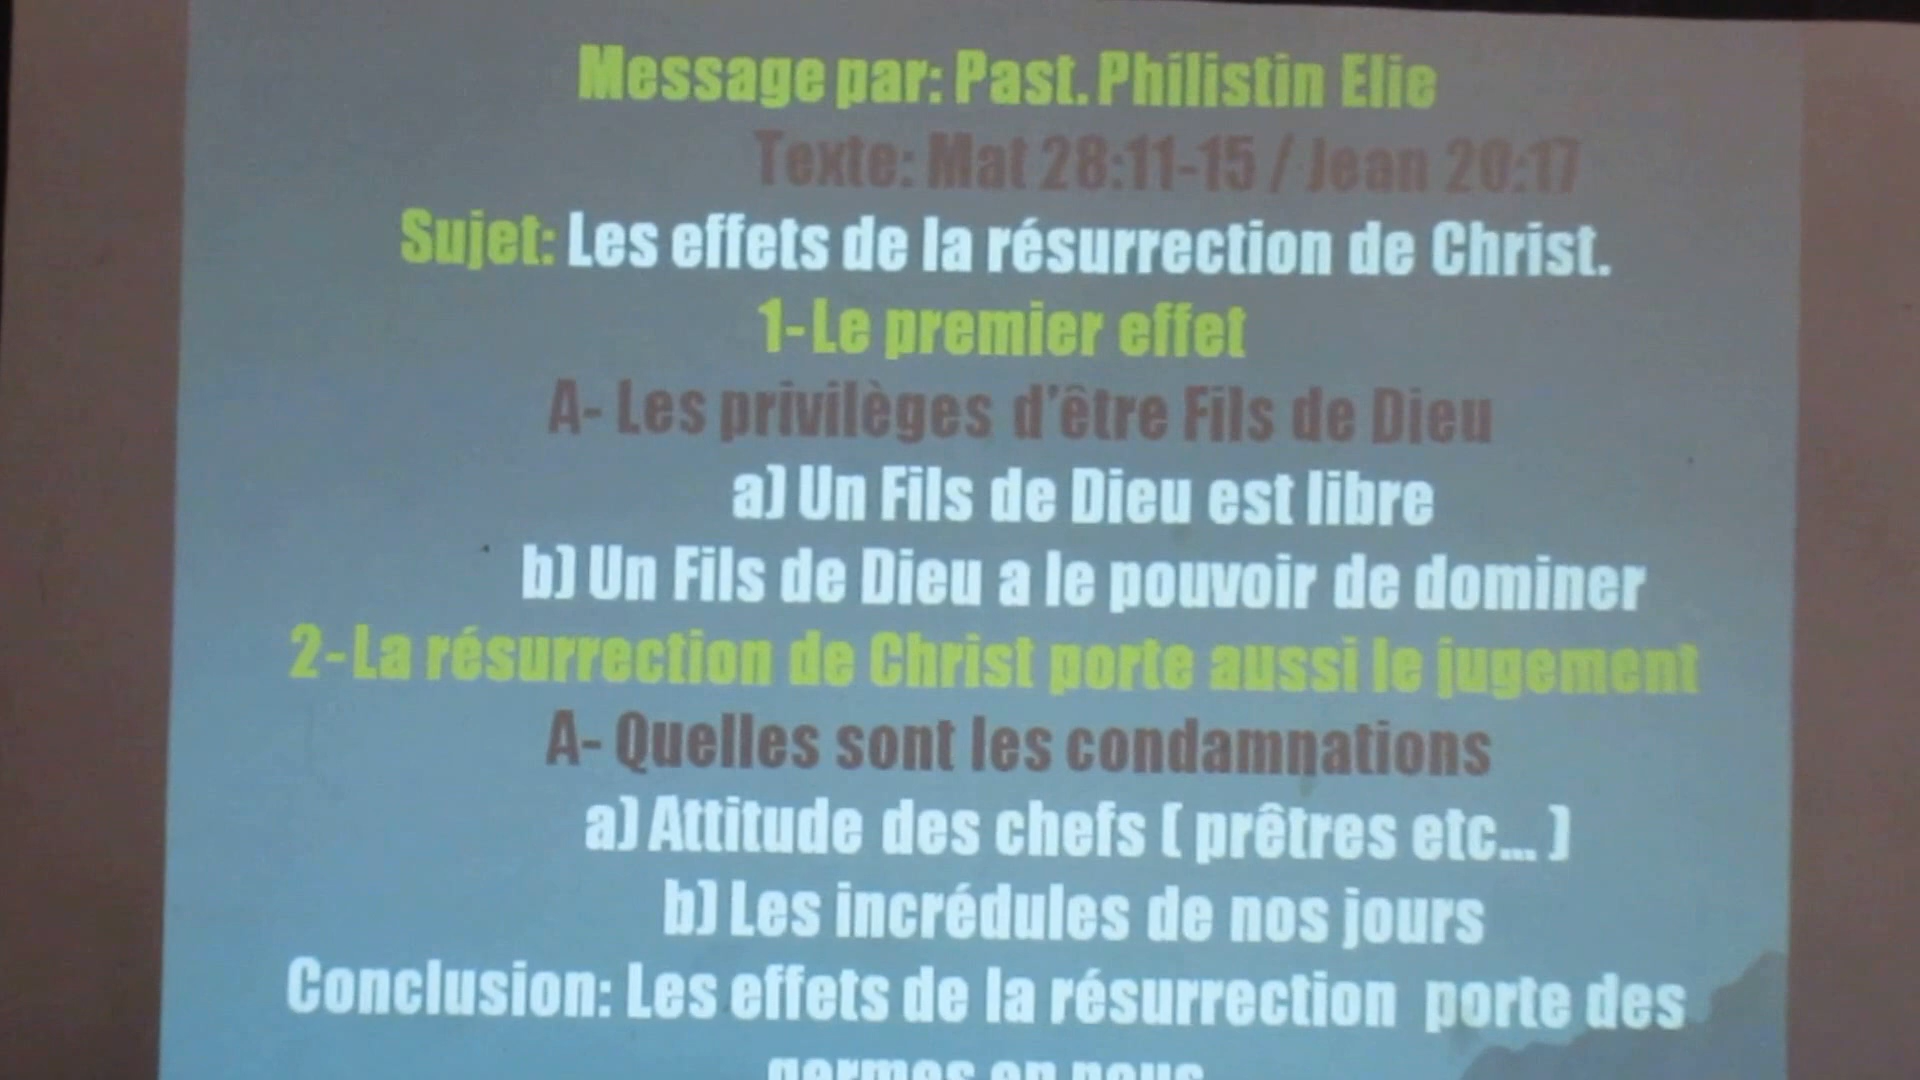 Message par: Past. Philistin Elie
Texte: Mat 28:11-15 / Jean 20:17
Sujet: Les effets de la résurrection de Christ.
1-Le premier effet
A- Les privilèges d'être Fils de Dieu
a) Un Fils de Dieu est libre
b) Un Fils de Dieu a le pouvoir de dominer
2-La résurrection de Christ porte aussi le jugement
A- Quelles sont les condamnations
a) Attitude des chefs ( prêtres etc... )
b) Les incrédules de nos jours
Conclusion: Les effets de la résurrection porte des
germes en nous